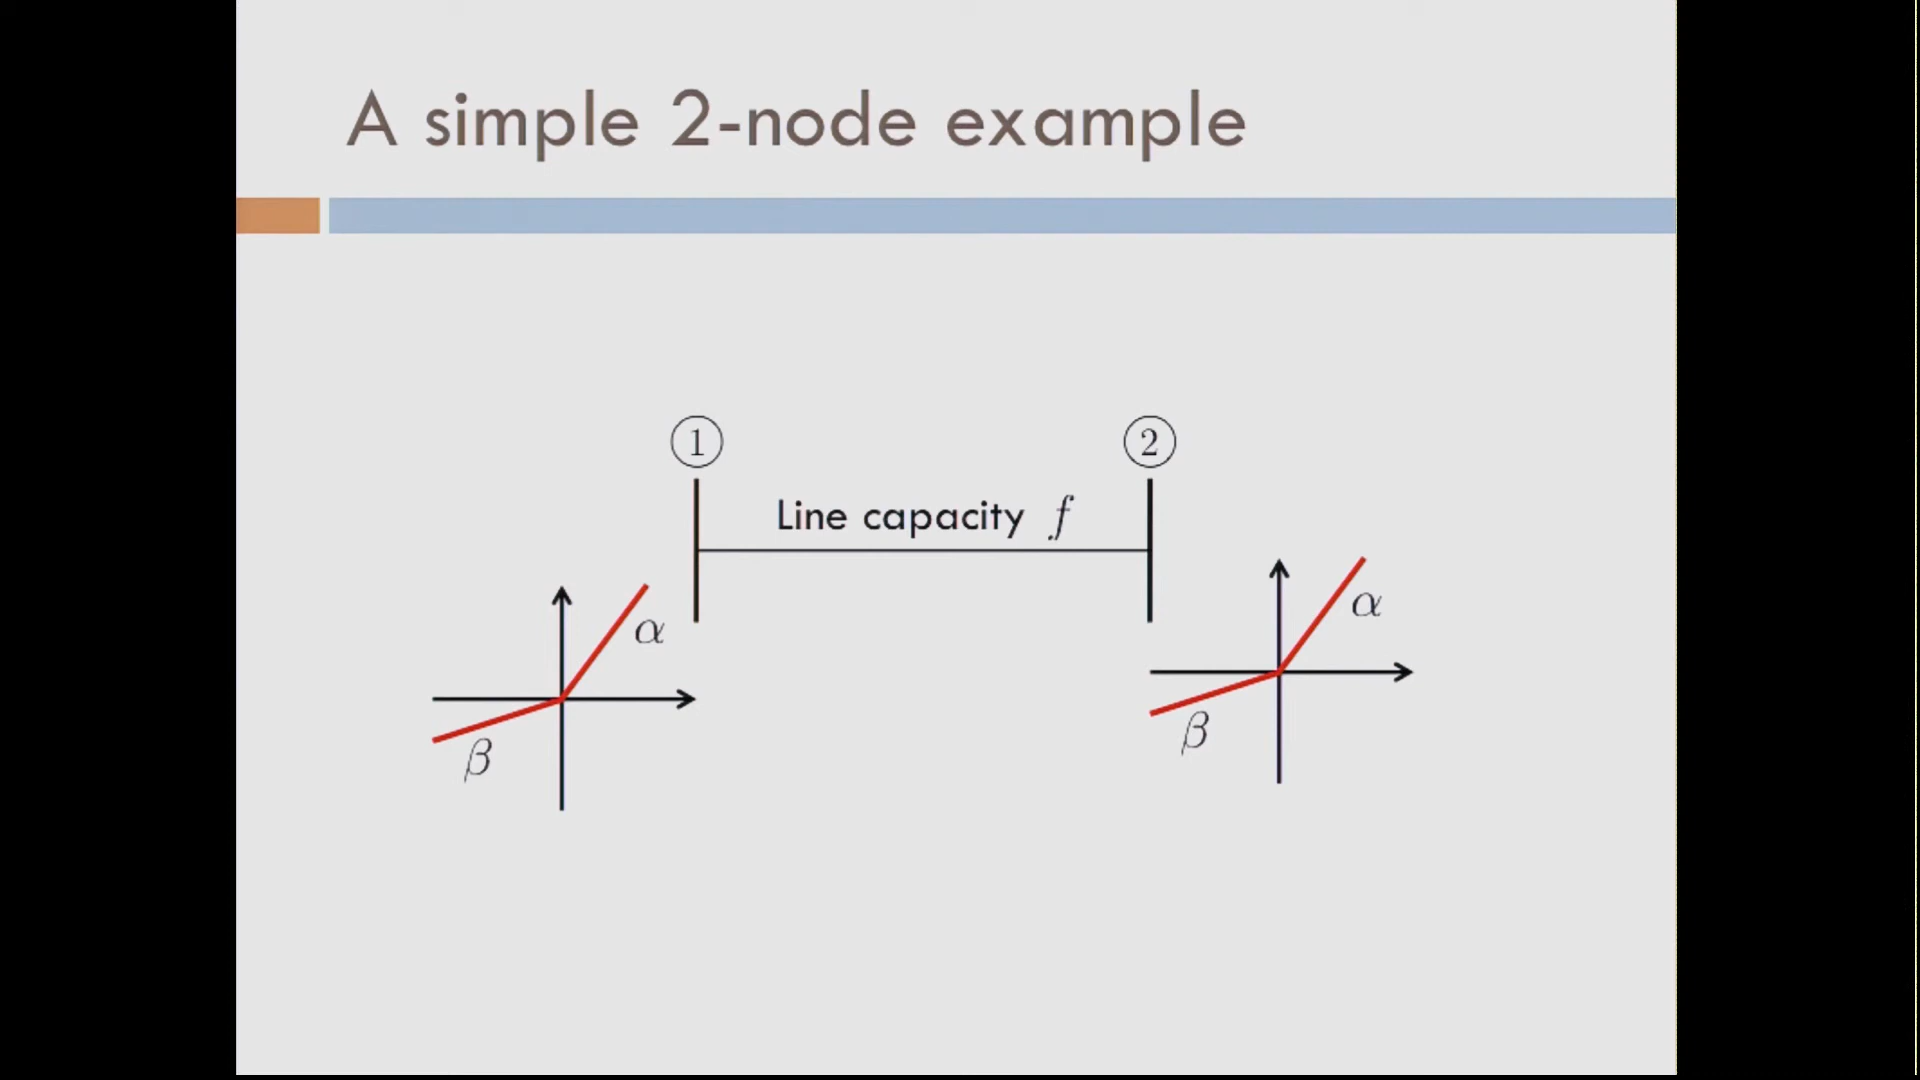 A simple 2-node example
1
2
Line capacity f
α
β
α
β